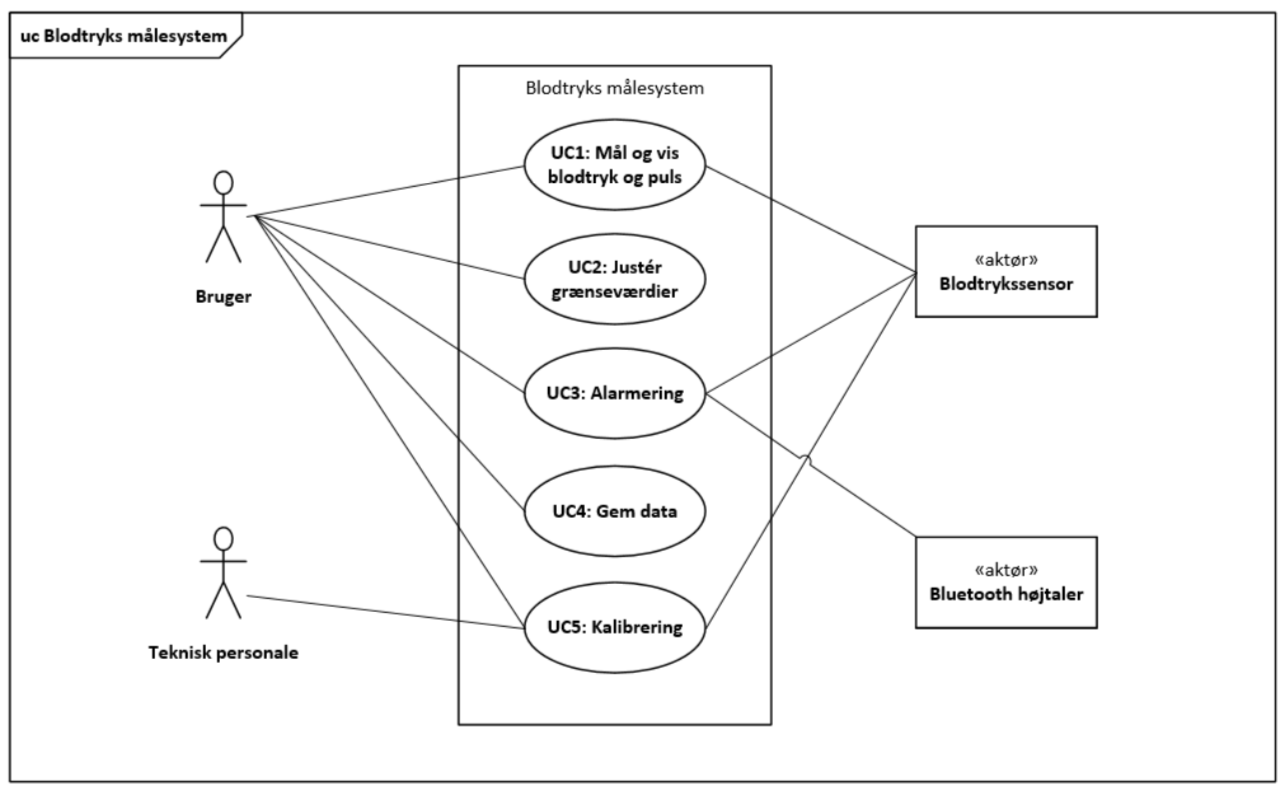 uc Blodtryks målesystem
Blodtryks målesystem
UC1: Mål og vis
blodtryk og puls
UC2: Justér
grænseværdier
UC3: Alarmering
UC4: Gem data
UC5: Kalibrering
Bruger
Teknisk personale
«aktør»
Blodtrykssensor
«aktør»
Bluetooth højtaler